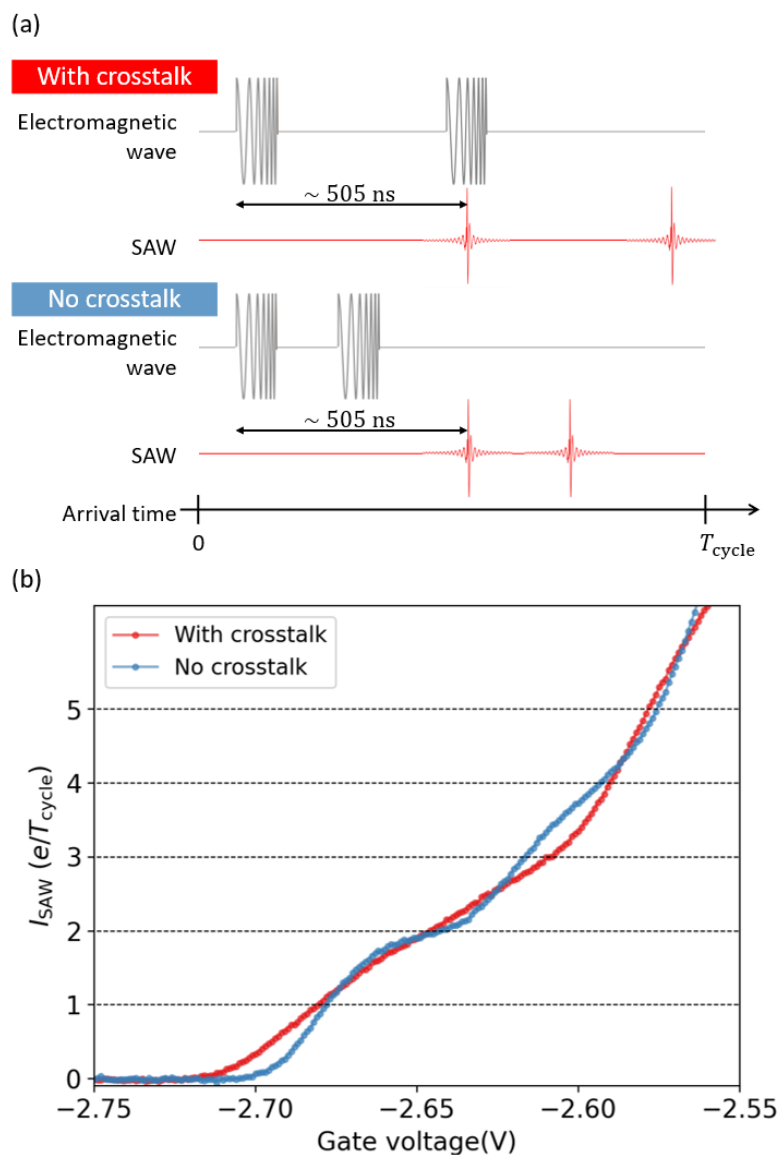 (a)
With crosstalk
Electromagnetic
wave
~ 505 ns
SAW
No crosstalk
Electromagnetic
wave
~ 505 ns
SAW
Arrival time
0
T_cycle
(b)
With crosstalk
No crosstalk
I_SAW (e/T_cycle)
5
4
3
2
1
0
−2.75
−2.70
−2.65
−2.60
−2.55
Gate voltage(V)